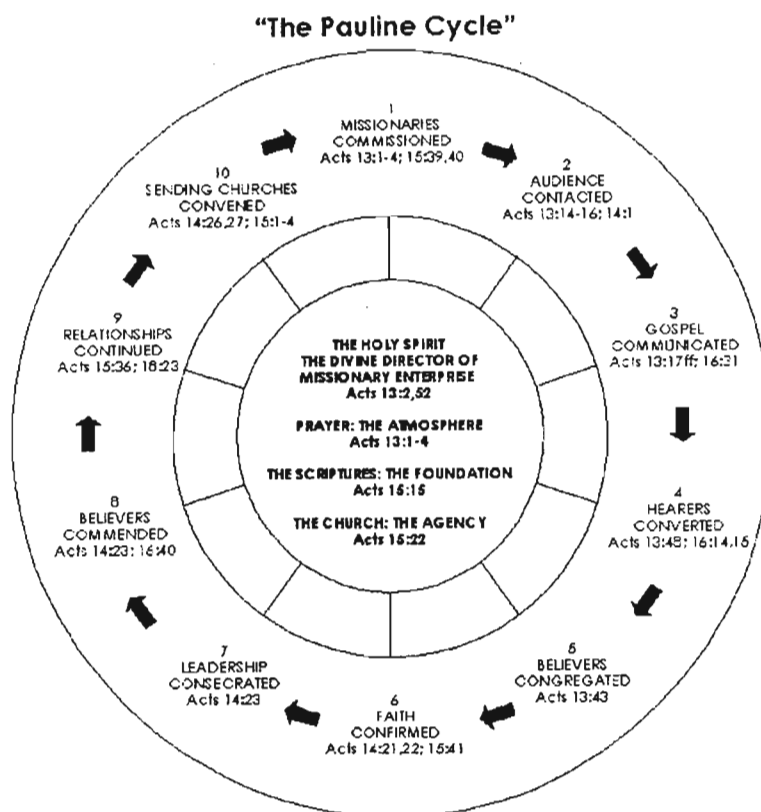 "The Pauline Cycle"
1
MISSIONARIES
COMMISSIONED
Acts 13:1-4; 15:39,40
2
AUDIENCE
CONTACTED
Acts 13:14-16; 14:1
3
GOSPEL
COMMUNICATED
Acts 13:17ff; 16:31
4
HEARERS
CONVERTED
Acts 13:48; 16:14,15
5
BELIEVERS
CONGREGATED
Acts 13:43
6
FAITH
CONFIRMED
Acts 14:21,22; 15:41
7
LEADERSHIP
CONSECRATED
Acts 14:23
8
BELIEVERS
COMMENDED
Acts 14:23; 16:40
9
RELATIONSHIPS
CONTINUED
Acts 15:36; 18:23
10
SENDING CHURCHES
CONVENED
Acts 14:26,27; 15:1-4
THE HOLY SPIRIT
THE DIVINE DIRECTOR OF
MISSIONARY ENTERPRISE
Acts 13:2,52
PRAYER: THE ATMOSPHERE
Acts 13:1-4
THE SCRIPTURES: THE FOUNDATION
Acts 15:15
THE CHURCH: THE AGENCY
Acts 15:22